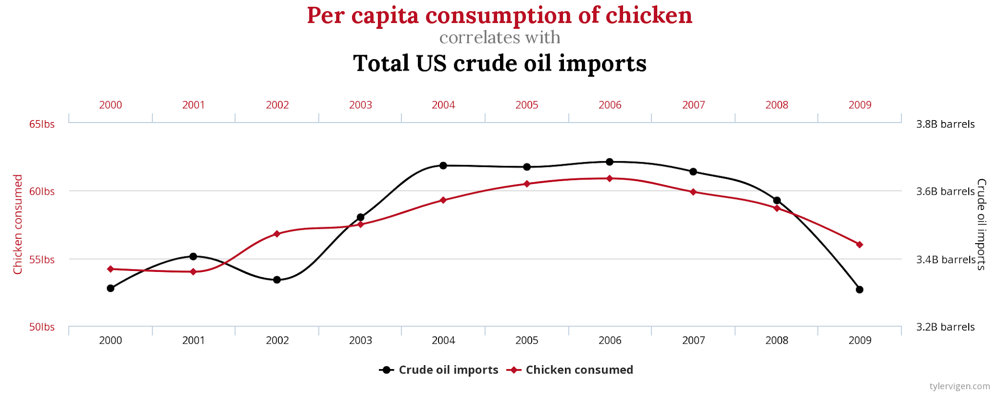 Per capita consumption of chicken
correlates with
Total US crude oil imports
2000 2001 2002 2003 2004 2005 2006 2007 2008 2009
65lbs 3.8B barrels
60lbs 3.6B barrels
55lbs 3.4B barrels
50lbs 3.2B barrels
Chicken consumed
Crude oil imports
2000 2001 2002 2003 2004 2005 2006 2007 2008 2009
Crude oil imports Chicken consumed
tylervigen.com